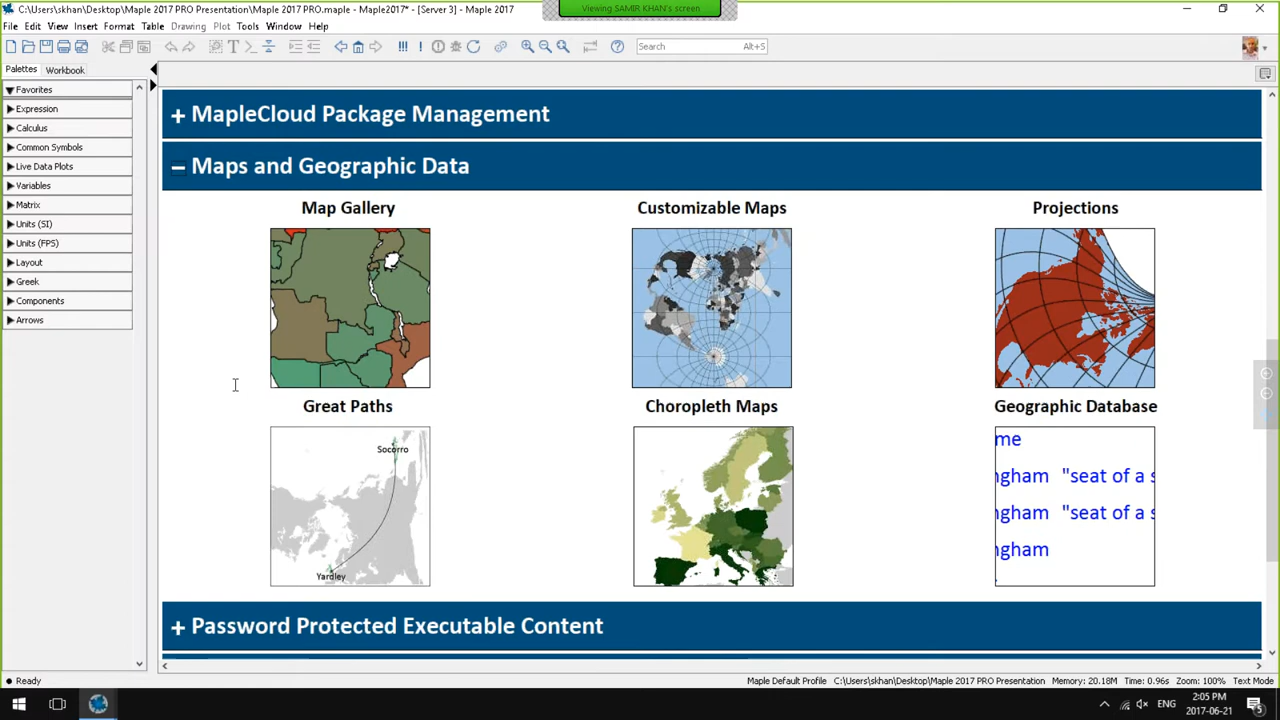 C:\Users\skhan\Desktop\Maple 2017 PRO Presentation\Maple 2017 PRO.maple - Maple2017* - [Server 3] - Maple 2017
Viewing SAMIR KHAN's screen
File Edit View Insert Format Table Drawing Plot Tools Window Help
Search Alt+S
Palettes Workbook
Favorites
Expression
Calculus
Common Symbols
Live Data Plots
Variables
Matrix
Units (SI)
Units (FPS)
Layout
Greek
Components
Arrows
+ MapleCloud Package Management
− Maps and Geographic Data
Map Gallery Customizable Maps Projections
Great Paths Choropleth Maps Geographic Database
Socorro
Yardley
me
ngham "seat of a s
ngham "seat of a s
ngham
+ Password Protected Executable Content
Ready
Maple Default Profile C:\Users\skhan\Desktop\Maple 2017 PRO Presentation Memory: 20.18M Time: 0.96s Zoom: 100% Text Mode
ENG 2:05 PM
2017-06-21 5